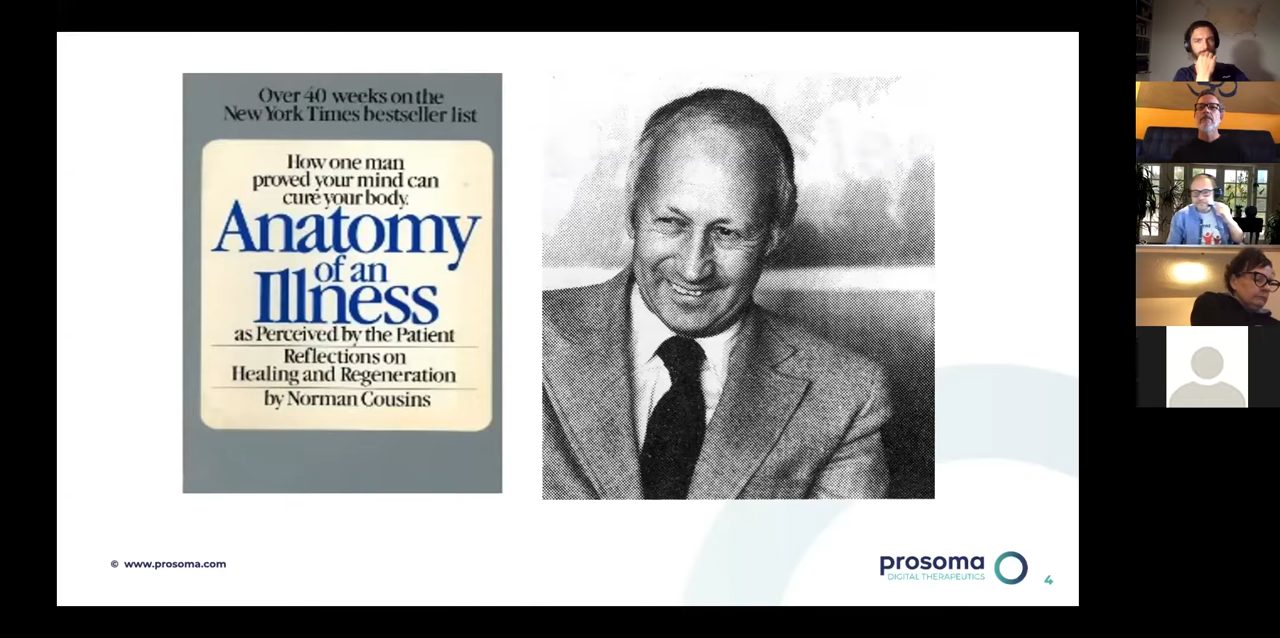 Over 40 weeks on the
New York Times bestseller list
How one man
proved your mind can
cure your body.
Anatomy
of an
Illness
as Perceived by the Patient
Reflections on
Healing and Regeneration
by Norman Cousins
© www.prosoma.com
prosoma
DIGITAL THERAPEUTICS
4